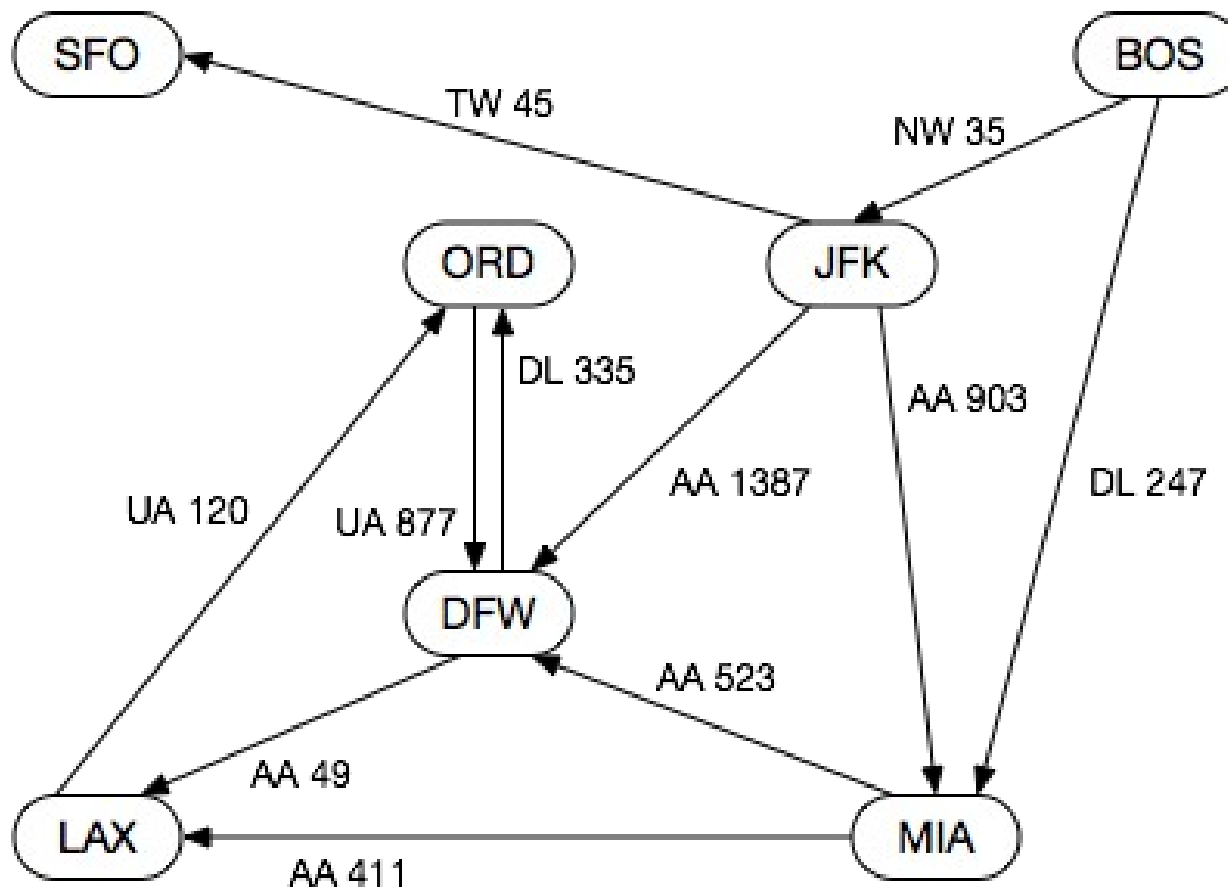 SFO
BOS
TW 45
NW 35
ORD
JFK
DL 335
AA 903
UA 120
UA 877
AA 1387
DL 247
DFW
AA 523
AA 49
LAX
MIA
AA 411